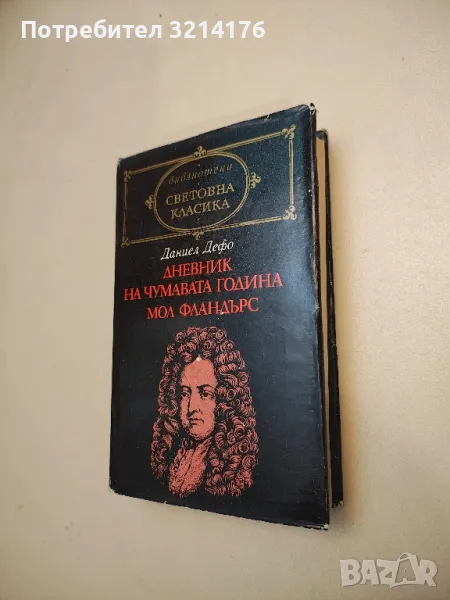 Потребител 3214176
библиотека
СВЕТОВНА
КЛАСИКА
Даниел Дефо
ДНЕВНИК
НА ЧУМАВАТА ГОДИНА
МОЛ ФЛАНДЪРС
BAZAR